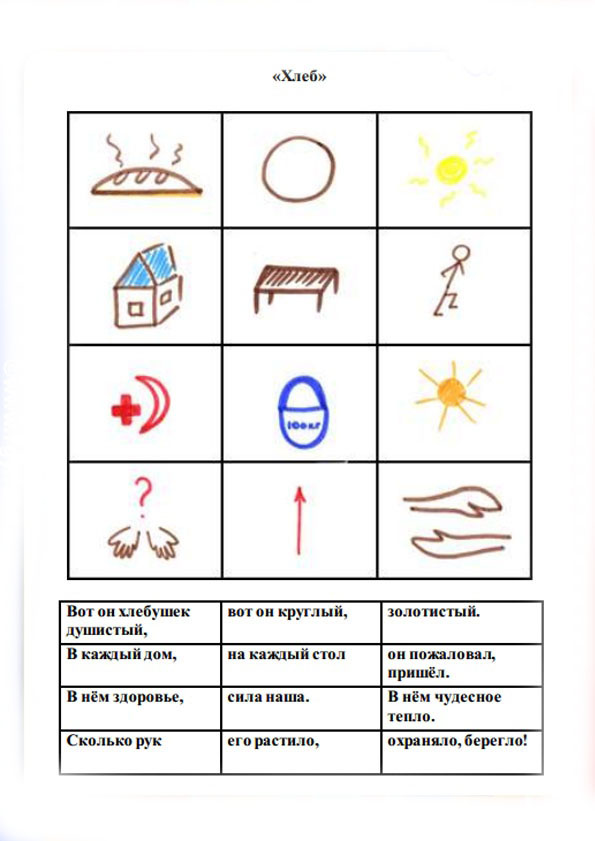 «Хлеб»
100кг
?
Вот он хлебушек
душистый,
вот он круглый,
золотистый.
В каждый дом,
на каждый стол
он пожаловал,
пришёл.
В нём здоровье,
сила наша.
В нём чудесное
тепло.
Сколько рук
его растило,
охраняло, берегло!